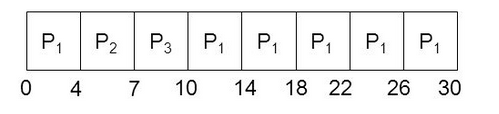 P₁ P₂ P₃ P₁ P₁ P₁ P₁ P₁
0 4 7 10 14 18 22 26 30